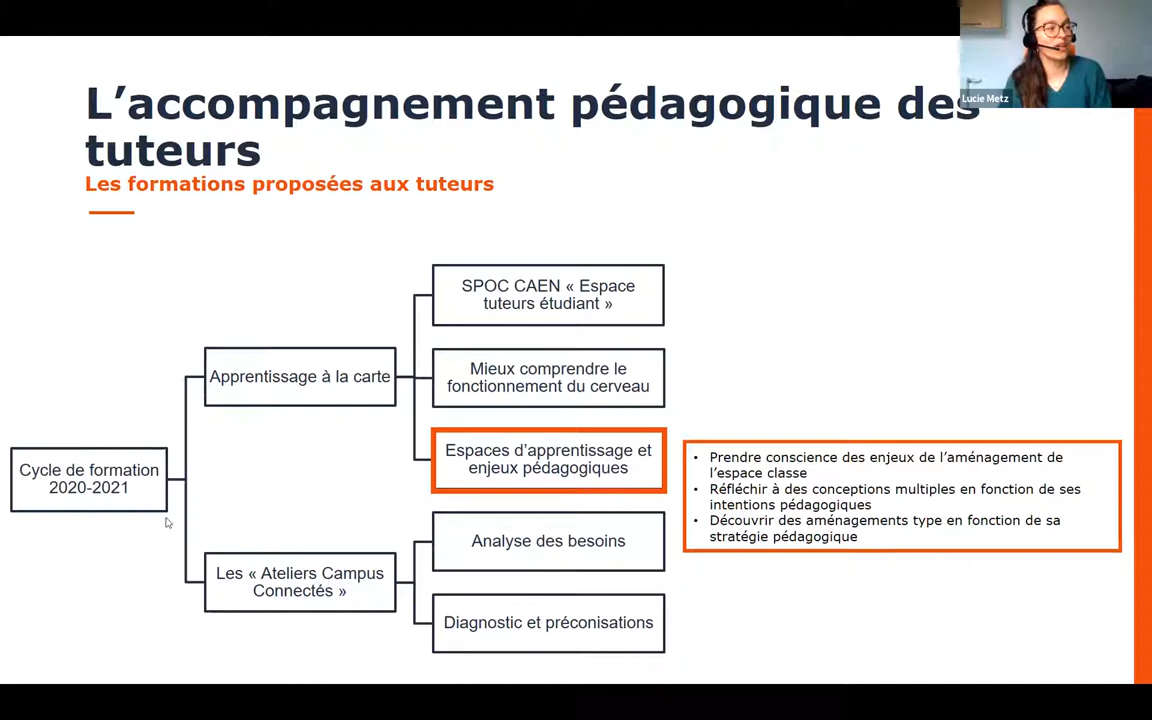 L’accompagnement pédagogique des
tuteurs
Les formations proposées aux tuteurs
Lucie Metz
SPOC CAEN « Espace
tuteurs étudiant »
Mieux comprendre le
fonctionnement du cerveau
Apprentissage à la carte
Espaces d’apprentissage et
enjeux pédagogiques
Cycle de formation
2020-2021
• Prendre conscience des enjeux de l’aménagement de
l’espace classe
• Réfléchir à des conceptions multiples en fonction de ses
intentions pédagogiques
• Découvrir des aménagements type en fonction de sa
stratégie pédagogique
Analyse des besoins
Les « Ateliers Campus
Connectés »
Diagnostic et préconisations